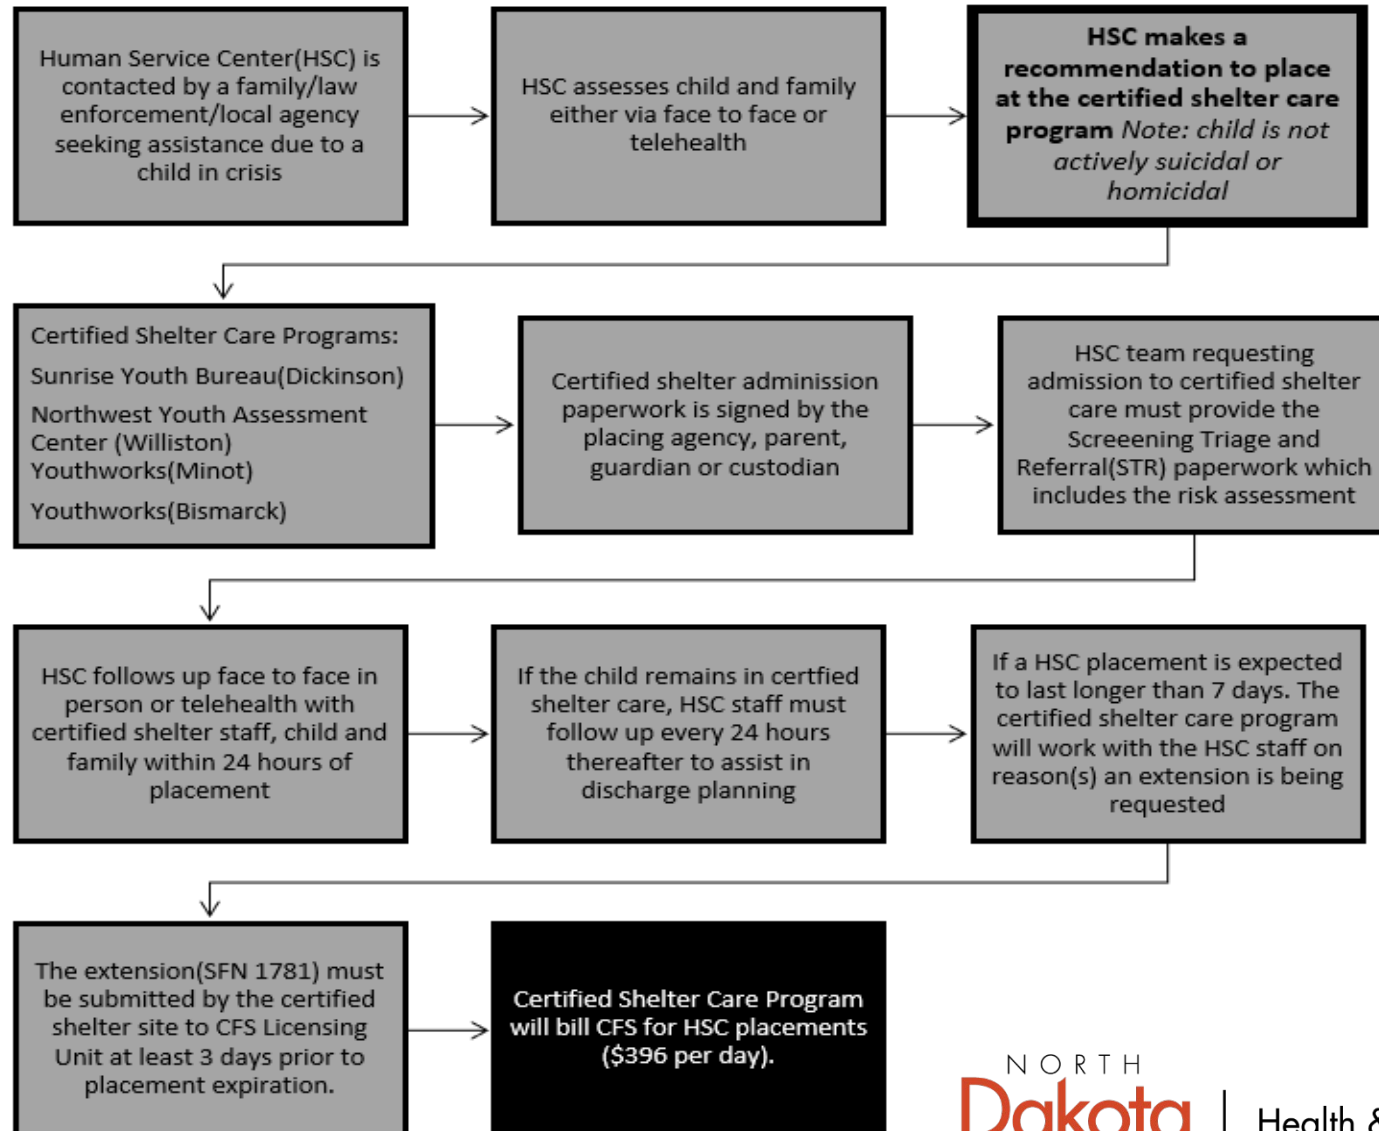 Human Service Center(HSC) is
contacted by a family/law
enforcement/local agency
seeking assistance due to a
child in crisis
HSC assesses child and family
either via face to face or
telehealth
HSC makes a
recommendation to place
at the certified shelter care
program Note: child is not
actively suicidal or
homicidal
Certified Shelter Care Programs:
Sunrise Youth Bureau(Dickinson)
Northwest Youth Assessment
Center (Williston)
Youthworks(Minot)
Youthworks(Bismarck)
Certified shelter adminission
paperwork is signed by the
placing agency, parent,
guardian or custodian
HSC team requesting
admission to certified shelter
care must provide the
Screeening Triage and
Referral(STR) paperwork which
includes the risk assessment
HSC follows up face to face in
person or telehealth with
certified shelter staff, child and
family within 24 hours of
placement
If the child remains in certfied
shelter care, HSC staff must
follow up every 24 hours
thereafter to assist in
discharge planning
If a HSC placement is expected
to last longer than 7 days. The
certified shelter care program
will work with the HSC staff on
reason(s) an extension is being
requested
The extension(SFN 1781) must
be submitted by the certified
shelter site to CFS Licensing
Unit at least 3 days prior to
placement expiration.
Certified Shelter Care Program
will bill CFS for HSC placements
($396 per day).
NORTH
Dakota
Health &